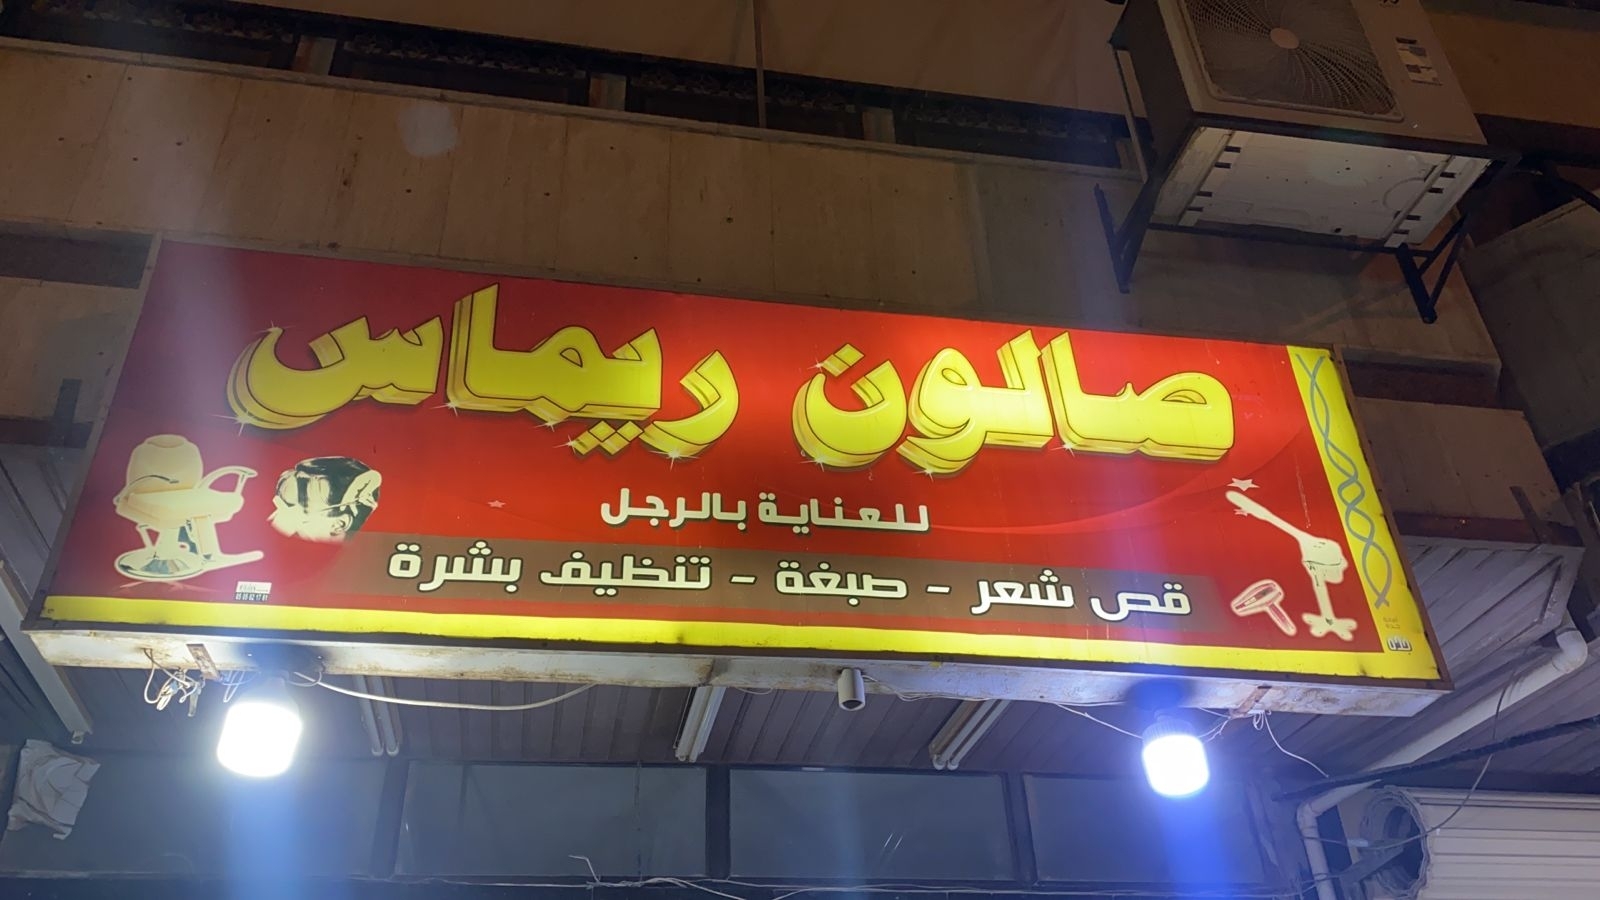 صالون ريماس
للعناية بالرجل
قص شعر - صبغة - تنظيف بشرة